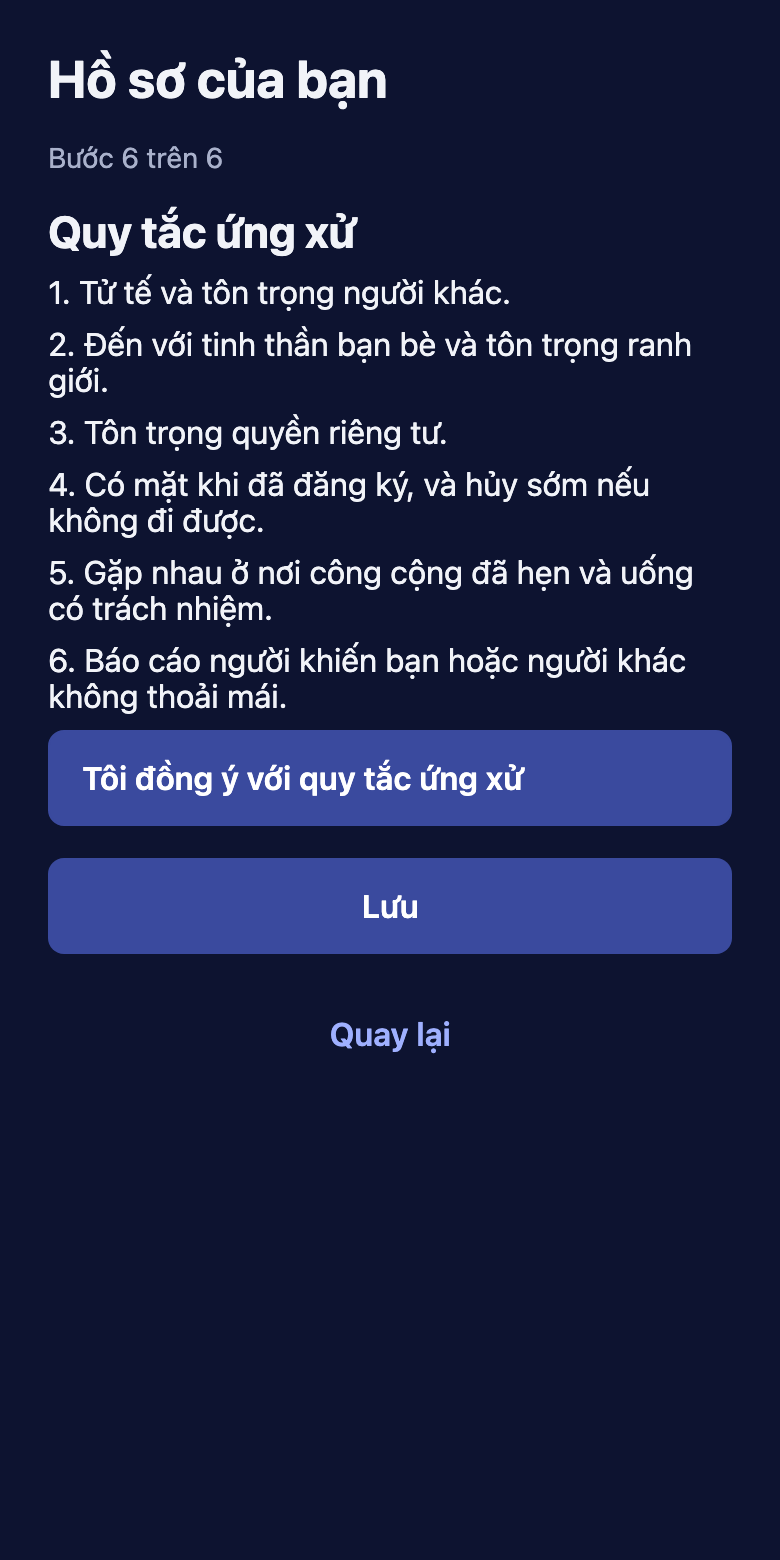 Hồ sơ của bạn
Bước 6 trên 6
Quy tắc ứng xử
1. Tử tế và tôn trọng người khác.
2. Đến với tinh thần bạn bè và tôn trọng ranh
giới.
3. Tôn trọng quyền riêng tư.
4. Có mặt khi đã đăng ký, và hủy sớm nếu
không đi được.
5. Gặp nhau ở nơi công cộng đã hẹn và uống
có trách nhiệm.
6. Báo cáo người khiến bạn hoặc người khác
không thoải mái.
Tôi đồng ý với quy tắc ứng xử
Lưu
Quay lại